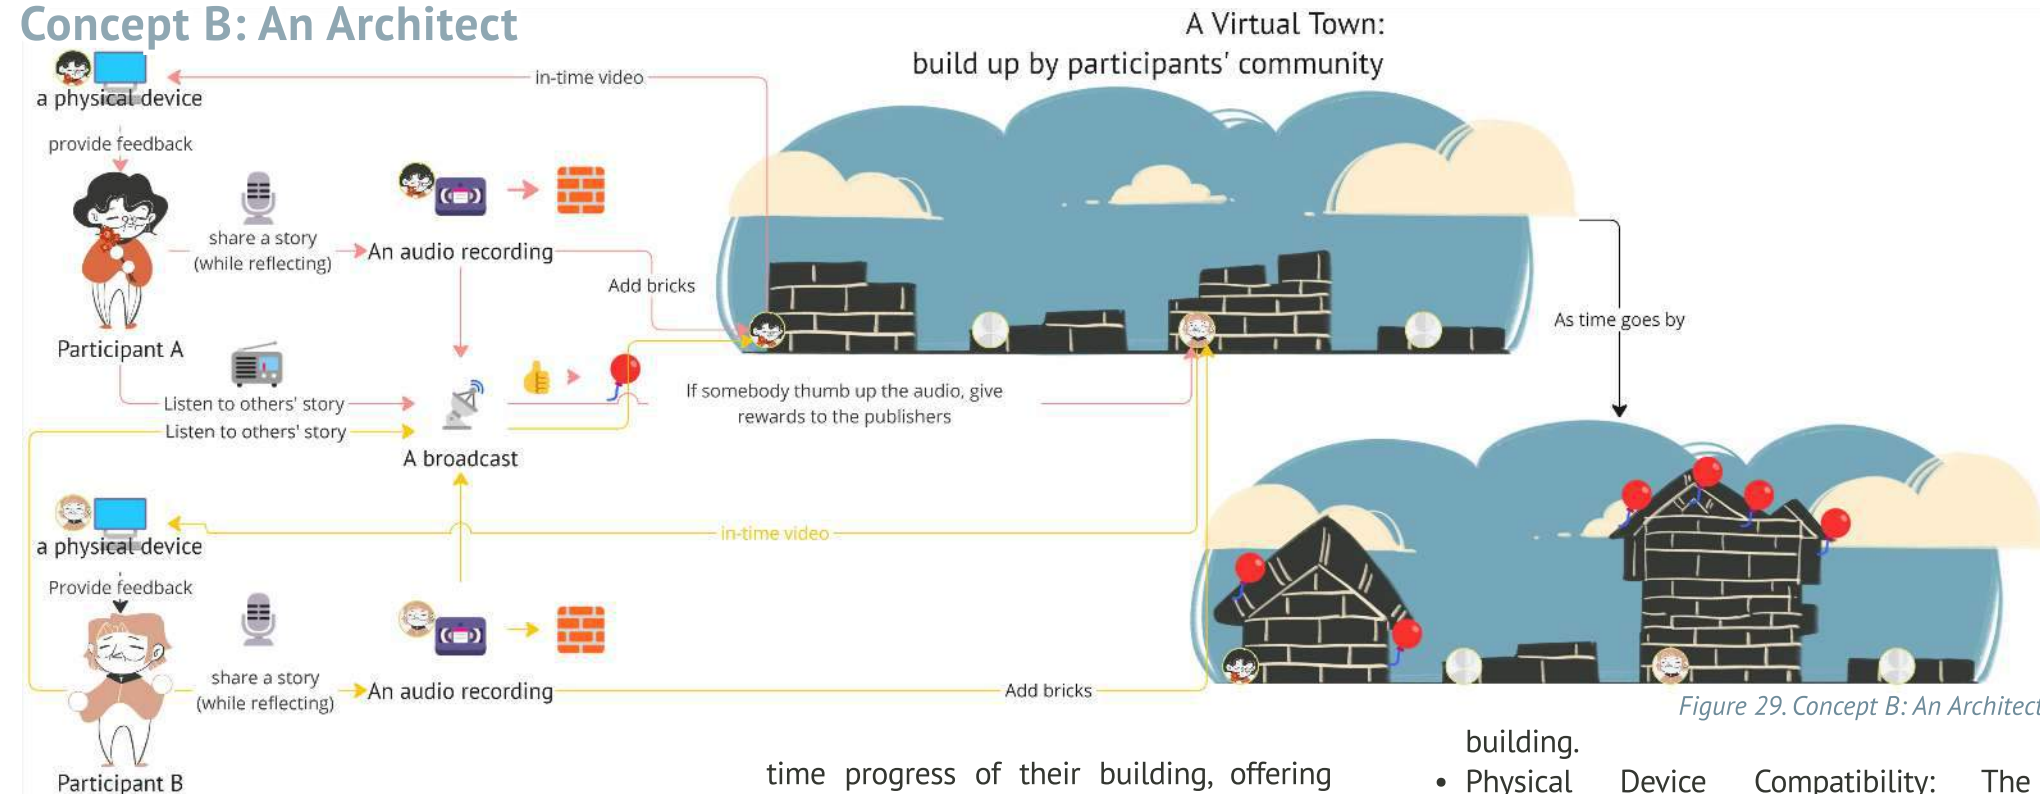 Concept B: An Architect
A Virtual Town:
build up by participants' community
in-time video
a physical device
provide feedback
share a story
(while reflecting)
An audio recording
Add bricks
Participant A
As time goes by
Listen to others' story
Listen to others' story
If somebody thumb up the audio, give
rewards to the publishers
A broadcast
in-time video
a physical device
Provide feedback
share a story
(while reflecting)
An audio recording
Add bricks
Participant B
Figure 29. Concept B: An Architect
time progress of their building, offering
building.
• Physical Device Compatibility: The